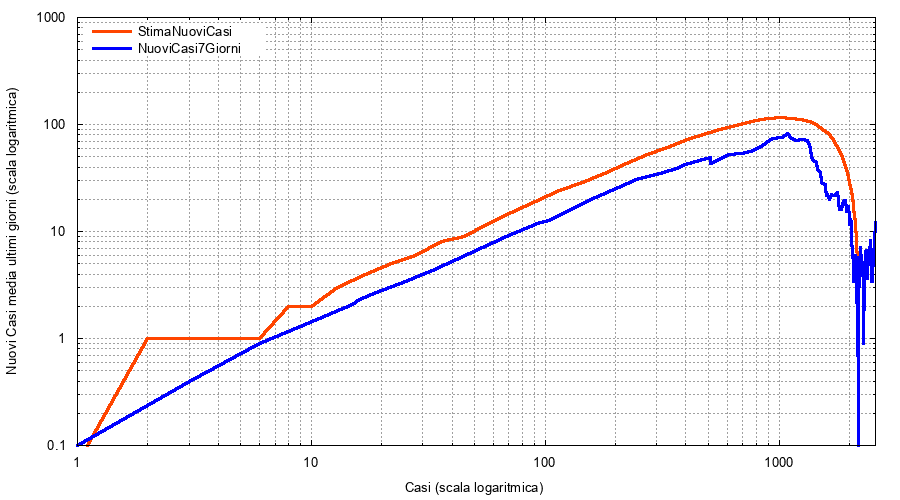 1000
StimaNuoviCasi
NuoviCasi7Giorni
100
10
1
0.1
Nuovi Casi media ultimi giorni (scala logaritmica)
1
10
100
1000
Casi (scala logaritmica)